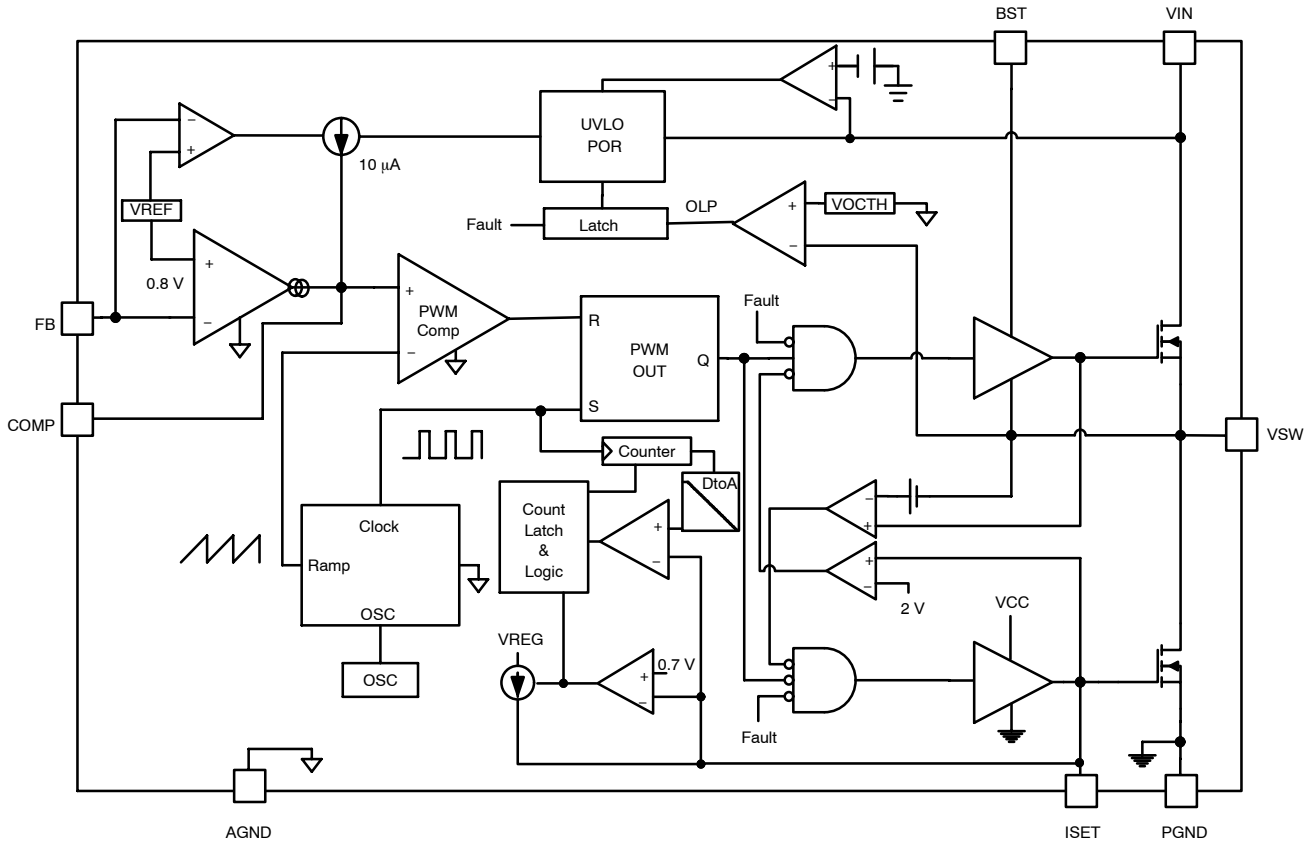 BST
VIN
+
−
UVLO
POR
−
+
10 µA
VREF
OLP
+
VOCTH
Fault
Latch
−
+
0.8 V
−
FB
+
PWM
Comp
−
R
PWM
OUT
Q
S
Fault
COMP
VSW
Counter
DtoA
Count
Latch
&
Logic
+
−
−
+
+
−
2 V
Clock
Ramp
OSC
OSC
VREG
0.7 V
+
−
VCC
Fault
AGND
ISET
PGND